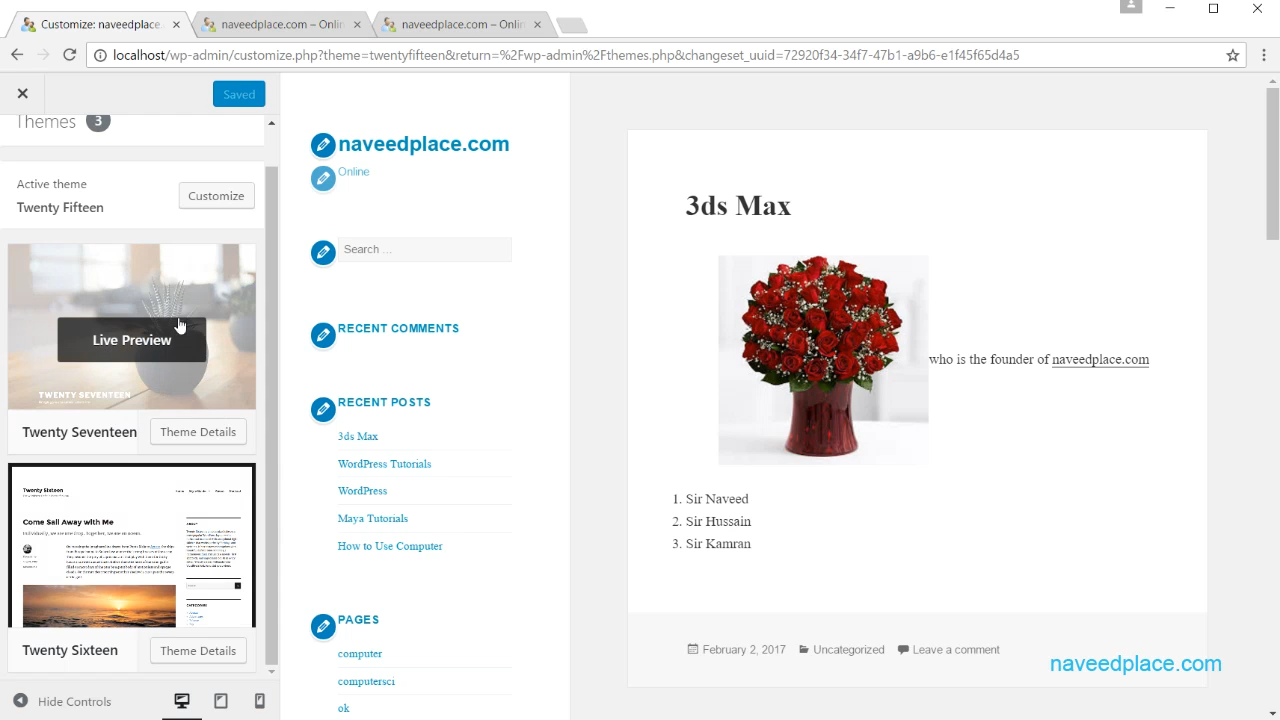 Customize: naveedplace.
naveedplace.com – Onlin
naveedplace.com – Onlin
localhost/wp-admin/customize.php?theme=twentyfifteen&return=%2Fwp-admin%2Fthemes.php&changeset_uuid=72920f34-34f7-47b1-a9b6-e1f45f65d4a5
Saved
Themes 3
Active theme
Twenty Fifteen
Customize
Live Preview
TWENTY SEVENTEEN
Twenty Seventeen
Theme Details
Twenty Sixteen
Come Sail Away with Me
Twenty Sixteen
Theme Details
Hide Controls
naveedplace.com
Online
Search ...
RECENT COMMENTS
RECENT POSTS
3ds Max
WordPress Tutorials
WordPress
Maya Tutorials
How to Use Computer
PAGES
computer
computersci
ok
3ds Max
who is the founder of naveedplace.com
1. Sir Naveed
2. Sir Hussain
3. Sir Kamran
February 2, 2017 Uncategorized Leave a comment
naveedplace.com